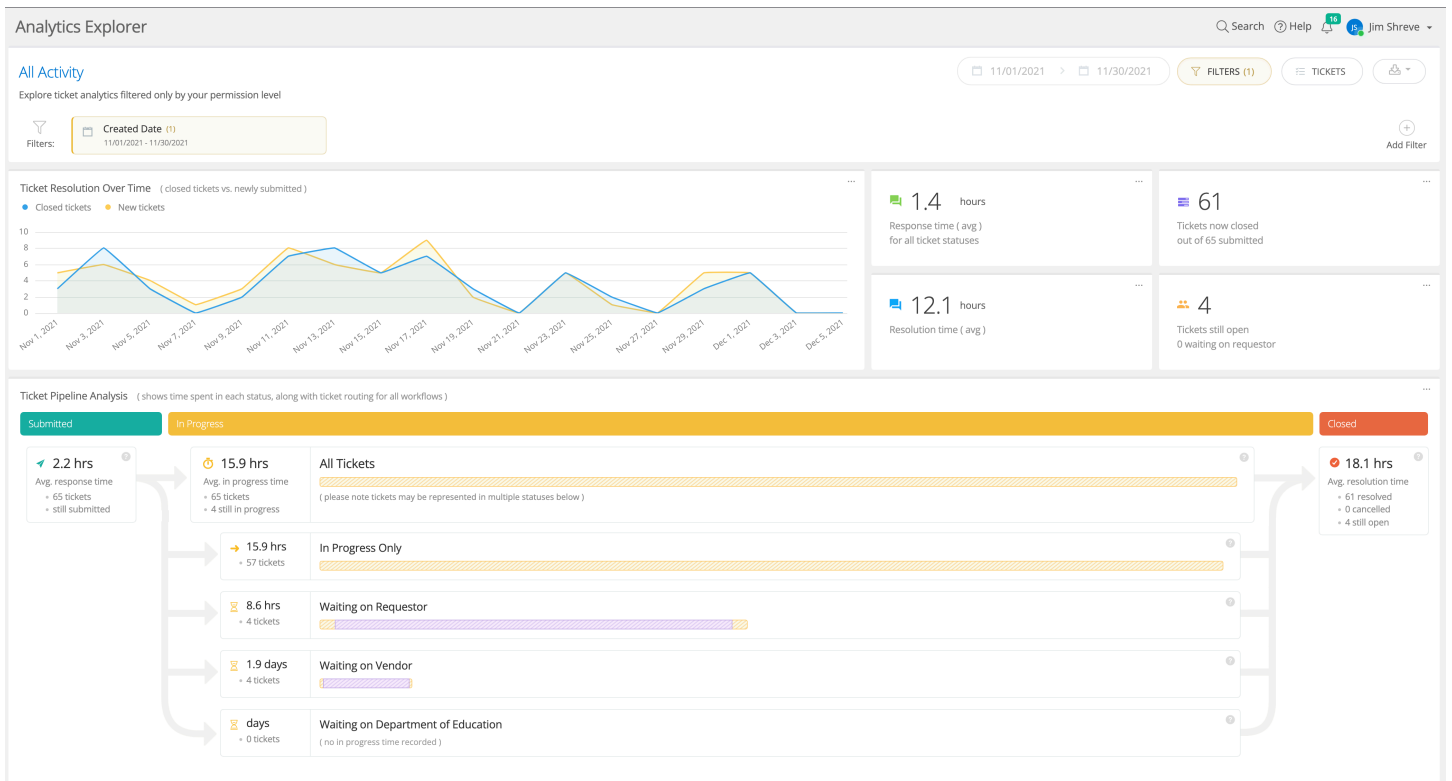 Analytics Explorer
Search
Help
16
JS
Jim Shreve
All Activity
11/01/2021 > 11/30/2021
FILTERS (1)
TICKETS
Explore ticket analytics filtered only by your permission level
Filters:
Created Date (1)
11/01/2021 - 11/30/2021
Add Filter
Ticket Resolution Over Time ( closed tickets vs. newly submitted )
Closed tickets
New tickets
10
8
6
4
2
0
Nov 1, 2021
Nov 3, 2021
Nov 5, 2021
Nov 7, 2021
Nov 9, 2021
Nov 11, 2021
Nov 13, 2021
Nov 15, 2021
Nov 17, 2021
Nov 19, 2021
Nov 21, 2021
Nov 23, 2021
Nov 25, 2021
Nov 27, 2021
Nov 29, 2021
Dec 1, 2021
Dec 3, 2021
Dec 5, 2021
1.4 hours
Response time ( avg )
for all ticket statuses
61
Tickets now closed
out of 65 submitted
12.1 hours
Resolution time ( avg )
4
Tickets still open
0 waiting on requestor
Ticket Pipeline Analysis ( shows time spent in each status, along with ticket routing for all workflows )
Submitted
In Progress
Closed
2.2 hrs
Avg. response time
65 tickets
still submitted
15.9 hrs
Avg. in progress time
65 tickets
4 still in progress
All Tickets
( please note tickets may be represented in multiple statuses below )
18.1 hrs
Avg. resolution time
61 resolved
0 cancelled
4 still open
15.9 hrs
57 tickets
In Progress Only
8.6 hrs
4 tickets
Waiting on Requestor
1.9 days
4 tickets
Waiting on Vendor
days
0 tickets
Waiting on Department of Education
( no in progress time recorded )